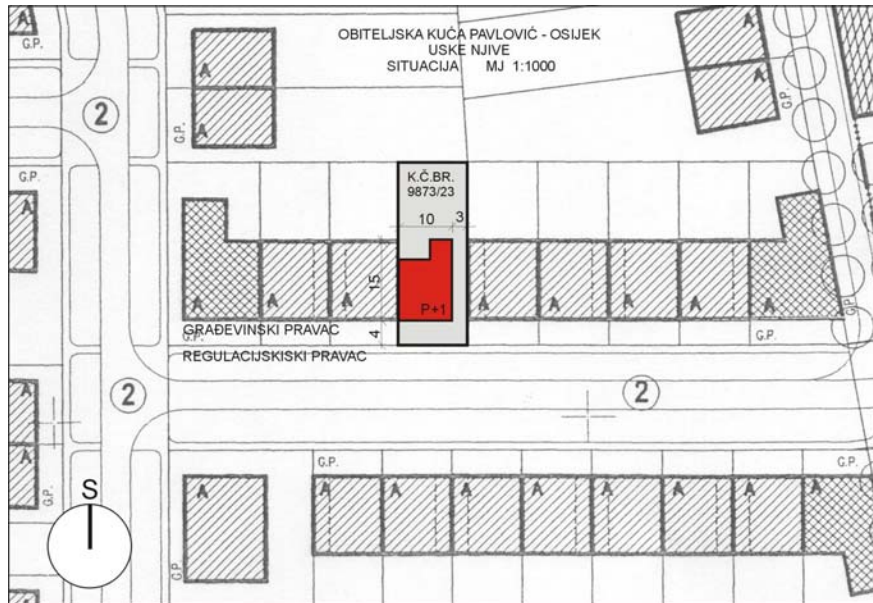 OBITELJSKA KUĆA PAVLOVIĆ - OSIJEK
USKE NJIVE
SITUACIJA MJ 1:1000
A
A
A
A
A
G.P.
2
G.P.
G.P.
G.P.
G.P.
K.Č.BR.
9873/23
10
3
15
4
P+1
A
A
A
A
A
A
A
A
A
A
GRAĐEVINSKI PRAVAC
G.P.
G.P.
G.P.
REGULACIJSKISKI PRAVAC
2
2
A
A
G.P.
G.P.
G.P.
A
A
A
A
A
A
A
A
A
S
G.P.
A